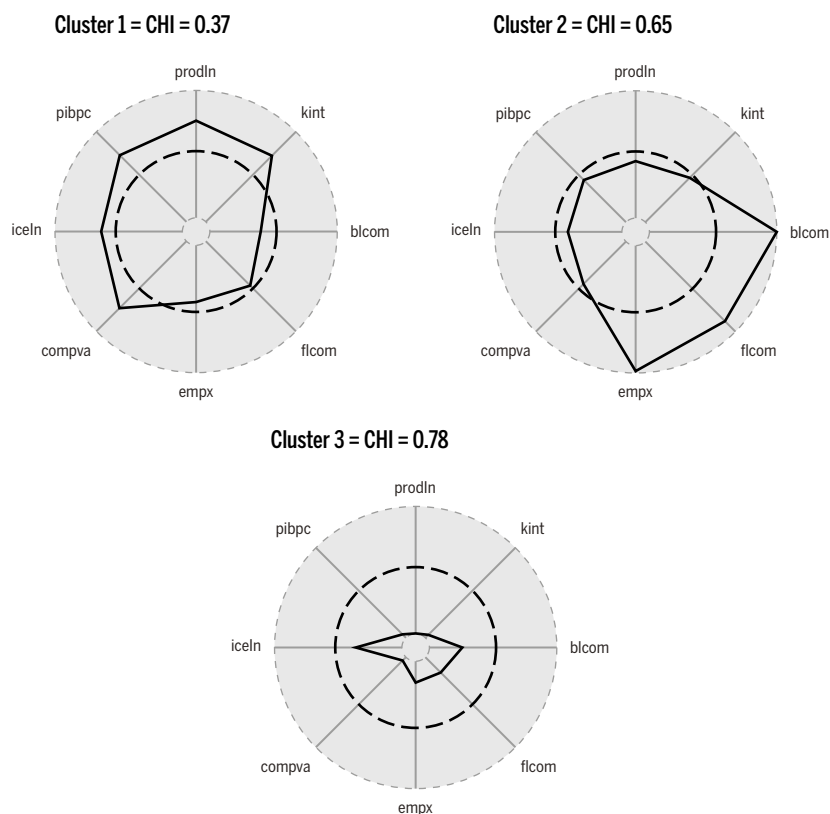 Cluster 1 = CHI = 0.37
prodln
pibpc
kint
iceln
blcom
compva
flcom
empx
Cluster 2 = CHI = 0.65
prodln
pibpc
kint
iceln
blcom
compva
flcom
empx
Cluster 3 = CHI = 0.78
prodln
pibpc
kint
iceln
blcom
compva
flcom
empx